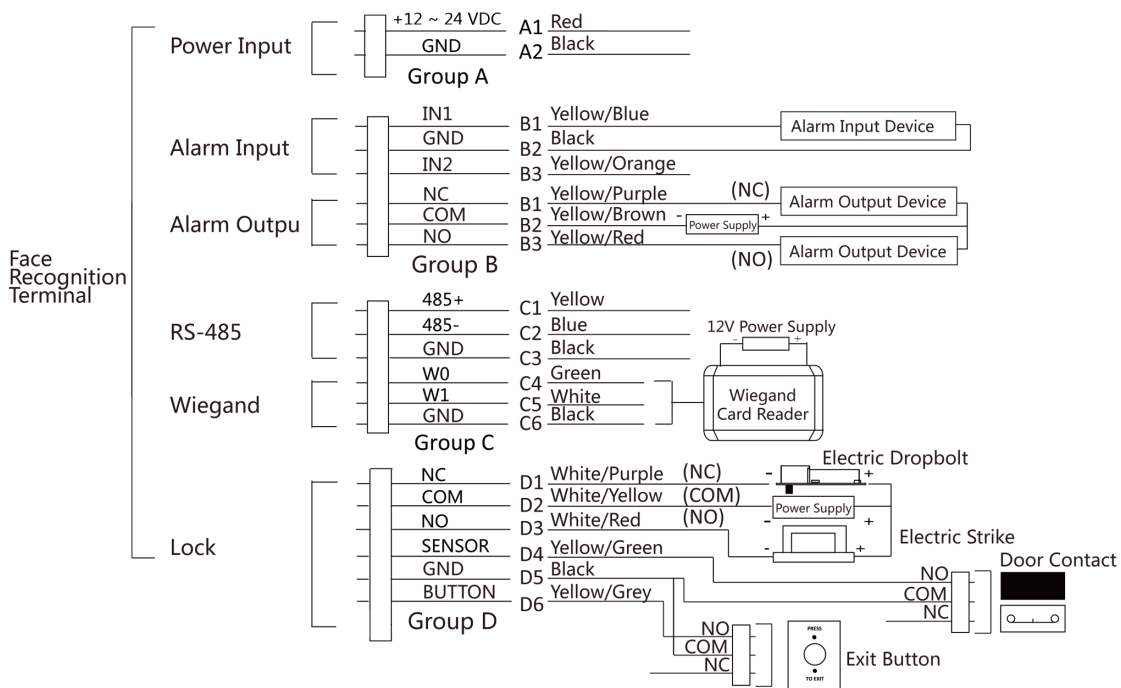 Face
Recognition
Terminal
Power Input
+12 ~ 24 VDC A1 Red
GND A2 Black
Group A
Alarm Input
IN1 B1 Yellow/Blue
GND B2 Black
IN2 B3 Yellow/Orange
Alarm Input Device
Alarm Outpu
NC B1 Yellow/Purple (NC)
COM B2 Yellow/Brown - Power Supply +
NO B3 Yellow/Red (NO)
Alarm Output Device
Alarm Output Device
Group B
RS-485
485+ C1 Yellow
485- C2 Blue
GND C3 Black
Wiegand
W0 C4 Green
W1 C5 White
GND C6 Black
Group C
12V Power Supply
- +
Wiegand
Card Reader
Lock
NC D1 White/Purple (NC)
COM D2 White/Yellow (COM)
NO D3 White/Red (NO)
SENSOR D4 Yellow/Green
GND D5 Black
BUTTON D6 Yellow/Grey
Group D
Electric Dropbolt
- +
Power Supply
- +
Electric Strike
- +
Door Contact
NO
COM
NC
NO
COM
NC
PRESS
TO EXIT
Exit Button